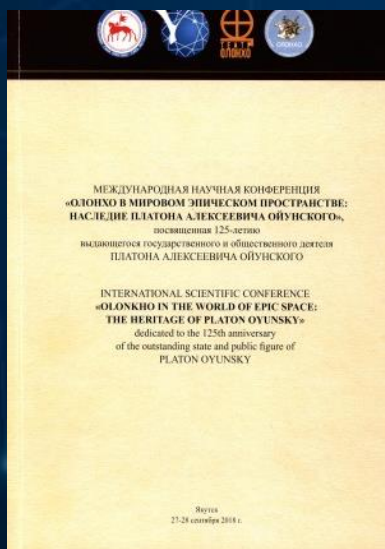 ТЕАТР
ОЛОНХО
МЕЖДУНАРОДНАЯ НАУЧНАЯ КОНФЕРЕНЦИЯ
«ОЛОНХО В МИРОВОМ ЭПИЧЕСКОМ ПРОСТРАНСТВЕ:
НАСЛЕДИЕ ПЛАТОНА АЛЕКСЕЕВИЧА ОЙУНСКОГО»,
посвященная 125-летию
выдающегося государственного и общественного деятеля
ПЛАТОНА АЛЕКСЕЕВИЧА ОЙУНСКОГО
INTERNATIONAL SCIENTIFIC CONFERENCE
«OLONKHO IN THE WORLD OF EPIC SPACE:
THE HERITAGE OF PLATON OYUNSKY»
dedicated to the 125th anniversary
of the outstanding state and public figure of
PLATON OYUNSKY
Якутск
27-28 сентября 2018 г.